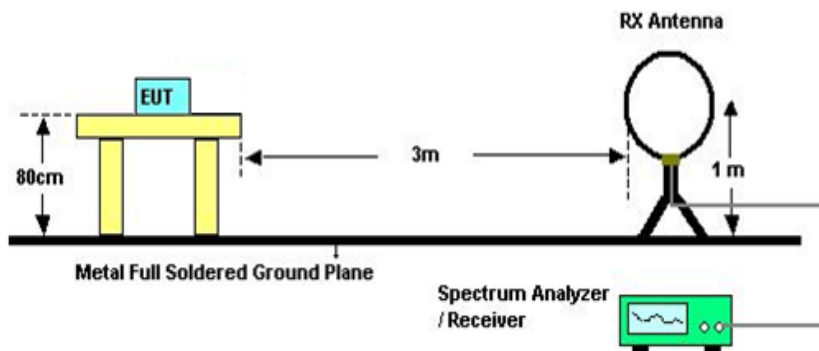 RX Antenna
EUT
3m
80cm
1 m
Metal Full Soldered Ground Plane
Spectrum Analyzer
/ Receiver